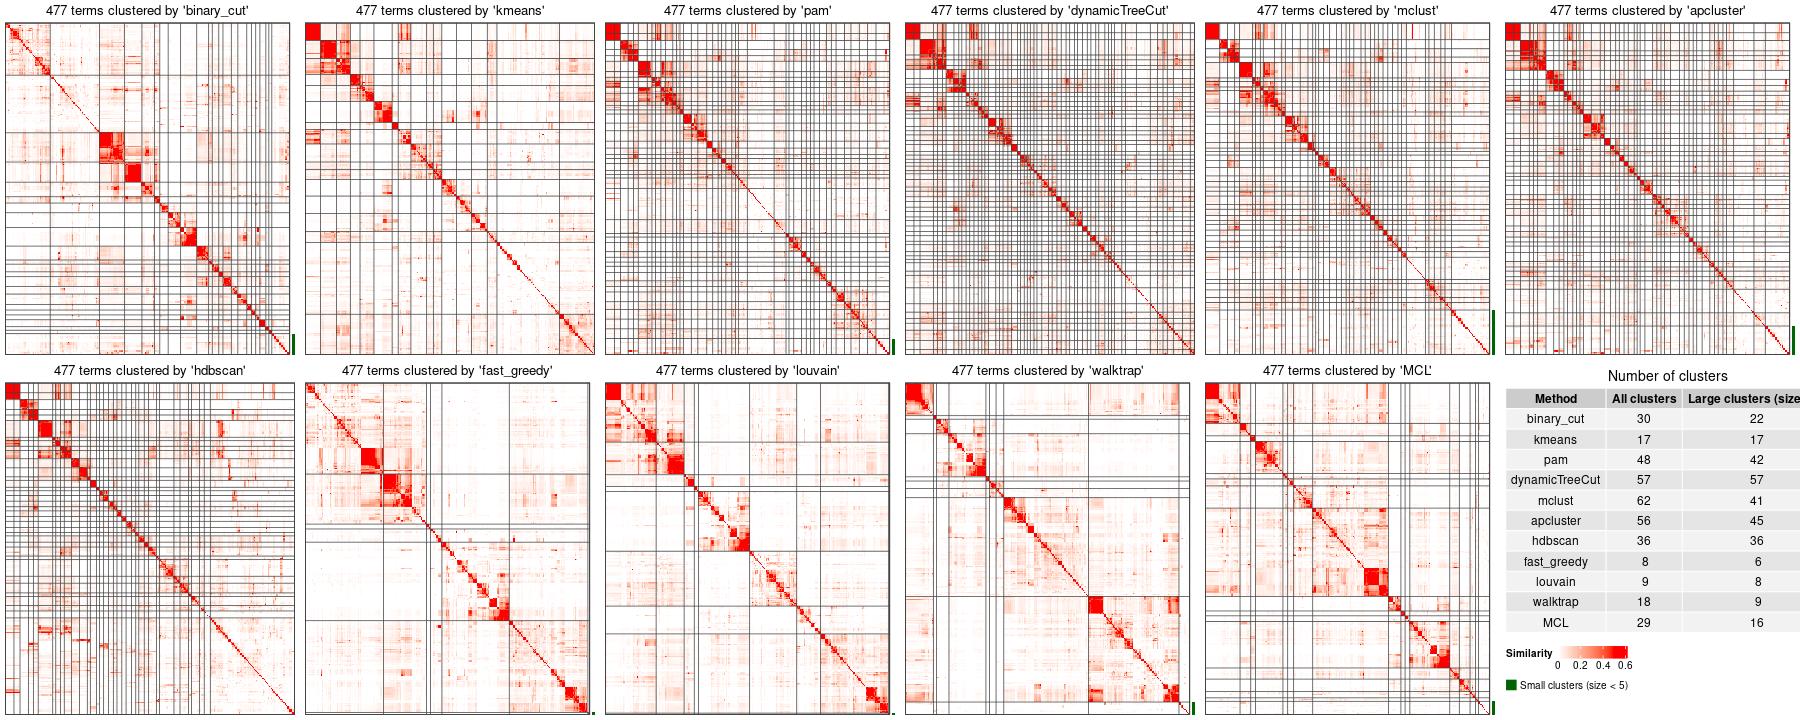 477 terms clustered by 'binary_cut'
477 terms clustered by 'kmeans'
477 terms clustered by 'pam'
477 terms clustered by 'dynamicTreeCut'
477 terms clustered by 'mclust'
477 terms clustered by 'apcluster'
477 terms clustered by 'hdbscan'
477 terms clustered by 'fast_greedy'
477 terms clustered by 'louvain'
477 terms clustered by 'walktrap'
477 terms clustered by 'MCL'
Number of clusters
Method All clusters Large clusters (size
binary_cut 30 22
kmeans 17 17
pam 48 42
dynamicTreeCut 57 57
mclust 62 41
apcluster 56 45
hdbscan 36 36
fast_greedy 8 6
louvain 9 8
walktrap 18 9
MCL 29 16
Similarity
0 0.2 0.4 0.6
Small clusters (size < 5)